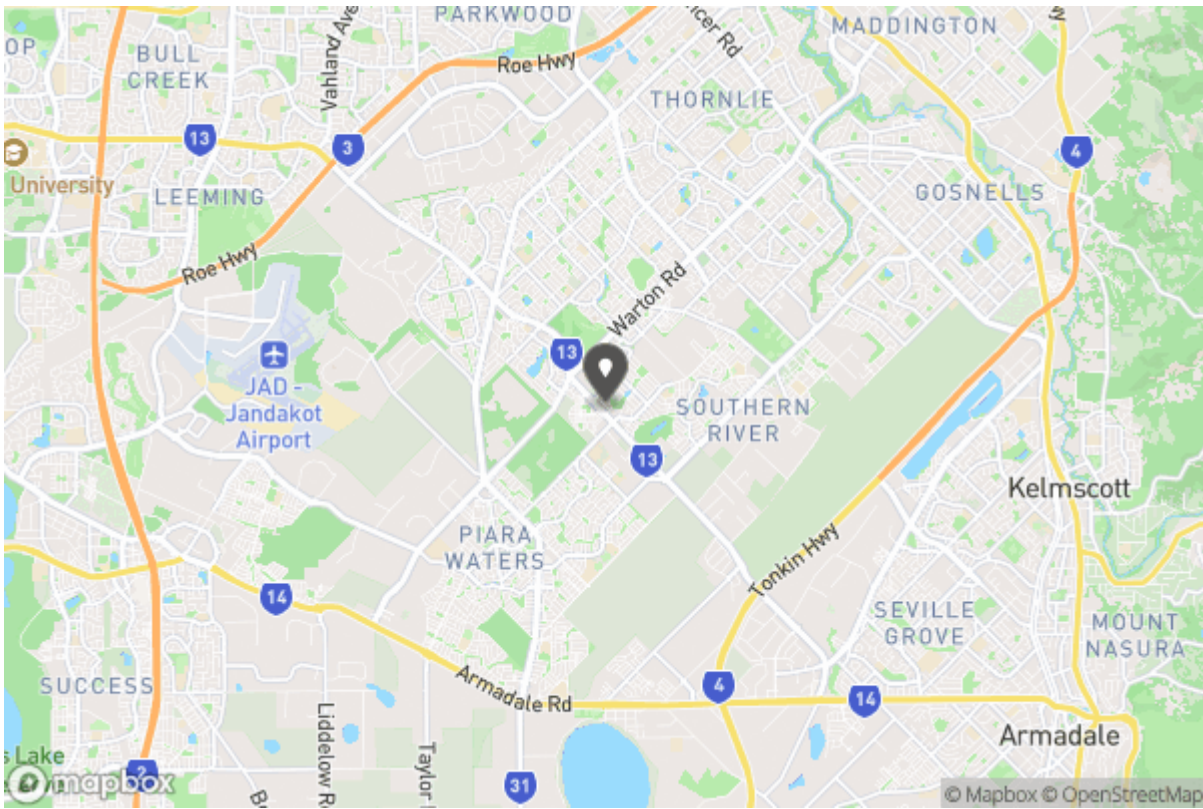 PARKWOOD
MADDINGTON
BULL
CREEK
Vahland Ave
Roe Hwy
THORNLIE
13
3
4
University
LEEMING
GOSNELLS
Roe Hwy
Warton Rd
13
JAD -
Jandakot
Airport
SOUTHERN
RIVER
13
Kelmscott
PIARA
WATERS
Tonkin Hwy
14
SEVILLE
GROVE
MOUNT
NASURA
SUCCESS
Armadale Rd
4
14
Liddelow Rd
Taylor
Armadale
Lake
2
mapbox
31
© Mapbox © OpenStreetMap